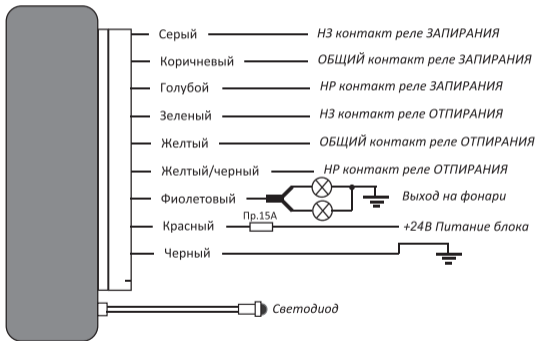 Серый НЗ контакт реле ЗАПИРАНИЯ
Коричневый ОБЩИЙ контакт реле ЗАПИРАНИЯ
Голубой НР контакт реле ЗАПИРАНИЯ
Зеленый НЗ контакт реле ОТПИРАНИЯ
Желтый ОБЩИЙ контакт реле ОТПИРАНИЯ
Желтый/черный НР контакт реле ОТПИРАНИЯ
Фиолетовый Выход на фонари
Красный Пр.15А +24В Питание блока
Черный
Светодиод